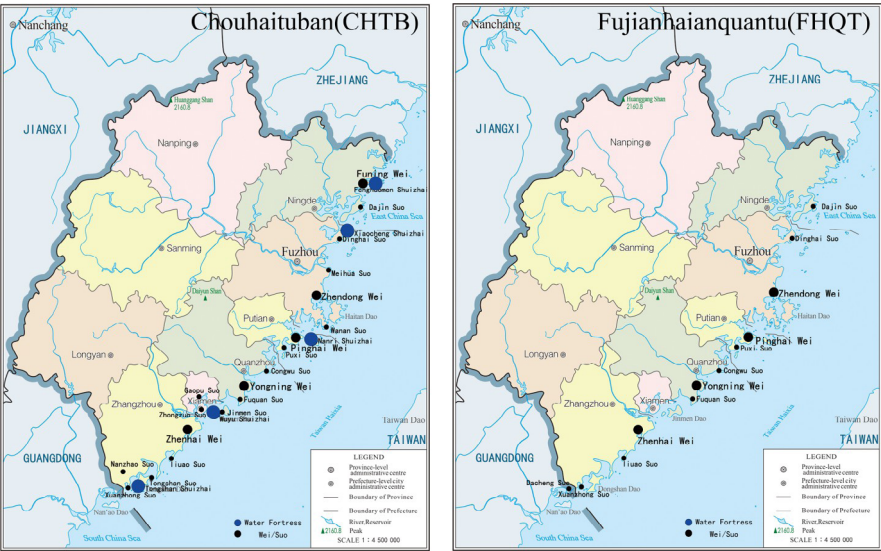 Chouhaituban(CHTB)
Nanchang
ZHEJIANG
Huanggang Shan
2160.8
JIANGXI
Nanping
Funing Wei
Fenghuomen Shuizhai
Dajin Suo
Ningde
East China Sea
Xiaocheng Shuizhai
Dinghai Suo
Sanming
Fuzhou
Meihua Suo
Daiyun Shan
Zhendong Wei
Haitan Dao
Putian
Wanan Suo
Nanri Shuizhai
Pinghai Wei
Puxi Suo
Longyan
Quanzhou
Congwu Suo
Yongning Wei
Gaopu Suo
Xiamen
Fuquan Suo
Zhangzhou
Zhongzuo Suo
Jinmen Suo
Wuyu Shuizhai
Taiwan Haixia
Taiwan Dao
Zhenhai Wei
TAIWAN
GUANGDONG
Nanzhao Suo
liuao Suo
Tongshan Suo
Tongshan Shuizhai
Xuanzhong Suo
Nan'ao Dao
South China Sea
LEGEND
Province-level
administrative centre
Prefecture-level city
administrative centre
Boundary of Province
Boundary of Prefecture
River,Reservoir
2160.8 Peak
SCALE 1：4 500 000
Water Fortress
Wei/Suo
Fujianhaianquantu(FHQT)
Nanchang
ZHEJIANG
Huanggang Shan
2160.8
JIANGXI
Nanping
Ningde
Dajin Suo
East China Sea
Dinghai Suo
Sanming
Fuzhou
Daiyun Shan
Zhendong Wei
Haitan Dao
Putian
Pinghai Wei
Puxi Suo
Longyan
Quanzhou
Congwu Suo
Yongning Wei
Fuquan Suo
Zhangzhou
Xiamen
Jinmen Dao
Taiwan Haixia
Taiwan Dao
Zhenhai Wei
TAIWAN
GUANGDONG
liuao Suo
Dacheng Suo
Dongshan Dao
Xuanzhong Suo
Nan'ao Dao
South China Sea
LEGEND
Province-level
administrative centre
Prefecture-level city
administrative centre
Boundary of Province
Boundary of Prefecture
River,Reservoir
2160.8 Peak
SCALE 1：4 500 000
Water Fortress
Wei/Suo